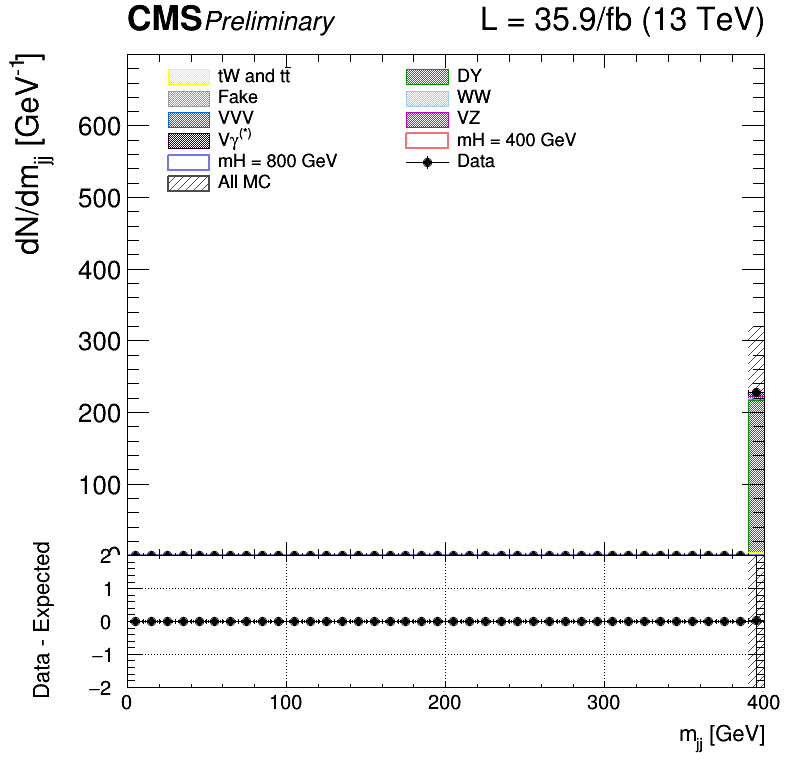 CMS Preliminary L = 35.9/fb (13 TeV)
dN/dm_jj [GeV^-1]
tW and tt̄ DY
Fake WW
VVV VZ
Vγ^(*) mH = 400 GeV
mH = 800 GeV Data
All MC
600
500
400
300
200
100
Data - Expected
2
1
0
−1
−2
0 100 200 300 400
m_jj [GeV]